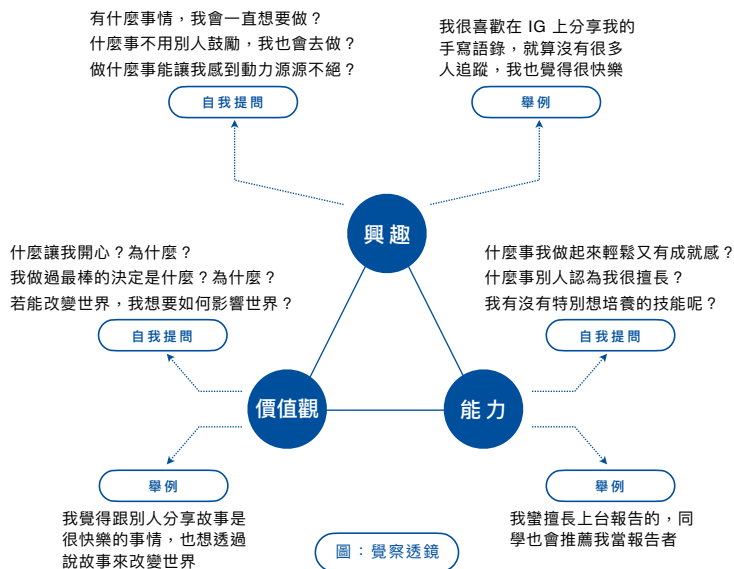 有什麼事情，我會一直想要做？
什麼事不用別人鼓勵，我也會去做？
做什麼事能讓我感到動力源源不絕？
自我提問
我很喜歡在 IG 上分享我的
手寫語錄，就算沒有很多
人追蹤，我也覺得很快樂
舉例
興趣
什麼讓我開心？為什麼？
我做過最棒的決定是什麼？為什麼？
若能改變世界，我想要如何影響世界？
自我提問
什麼事我做起來輕鬆又有成就感？
什麼事別人認為我很擅長？
我有沒有特別想培養的技能呢？
自我提問
價值觀
能力
舉例
我覺得跟別人分享故事是
很快樂的事情，也想透過
說故事來改變世界
舉例
我蠻擅長上台報告的，同
學也會推薦我當報告者
圖：覺察透鏡